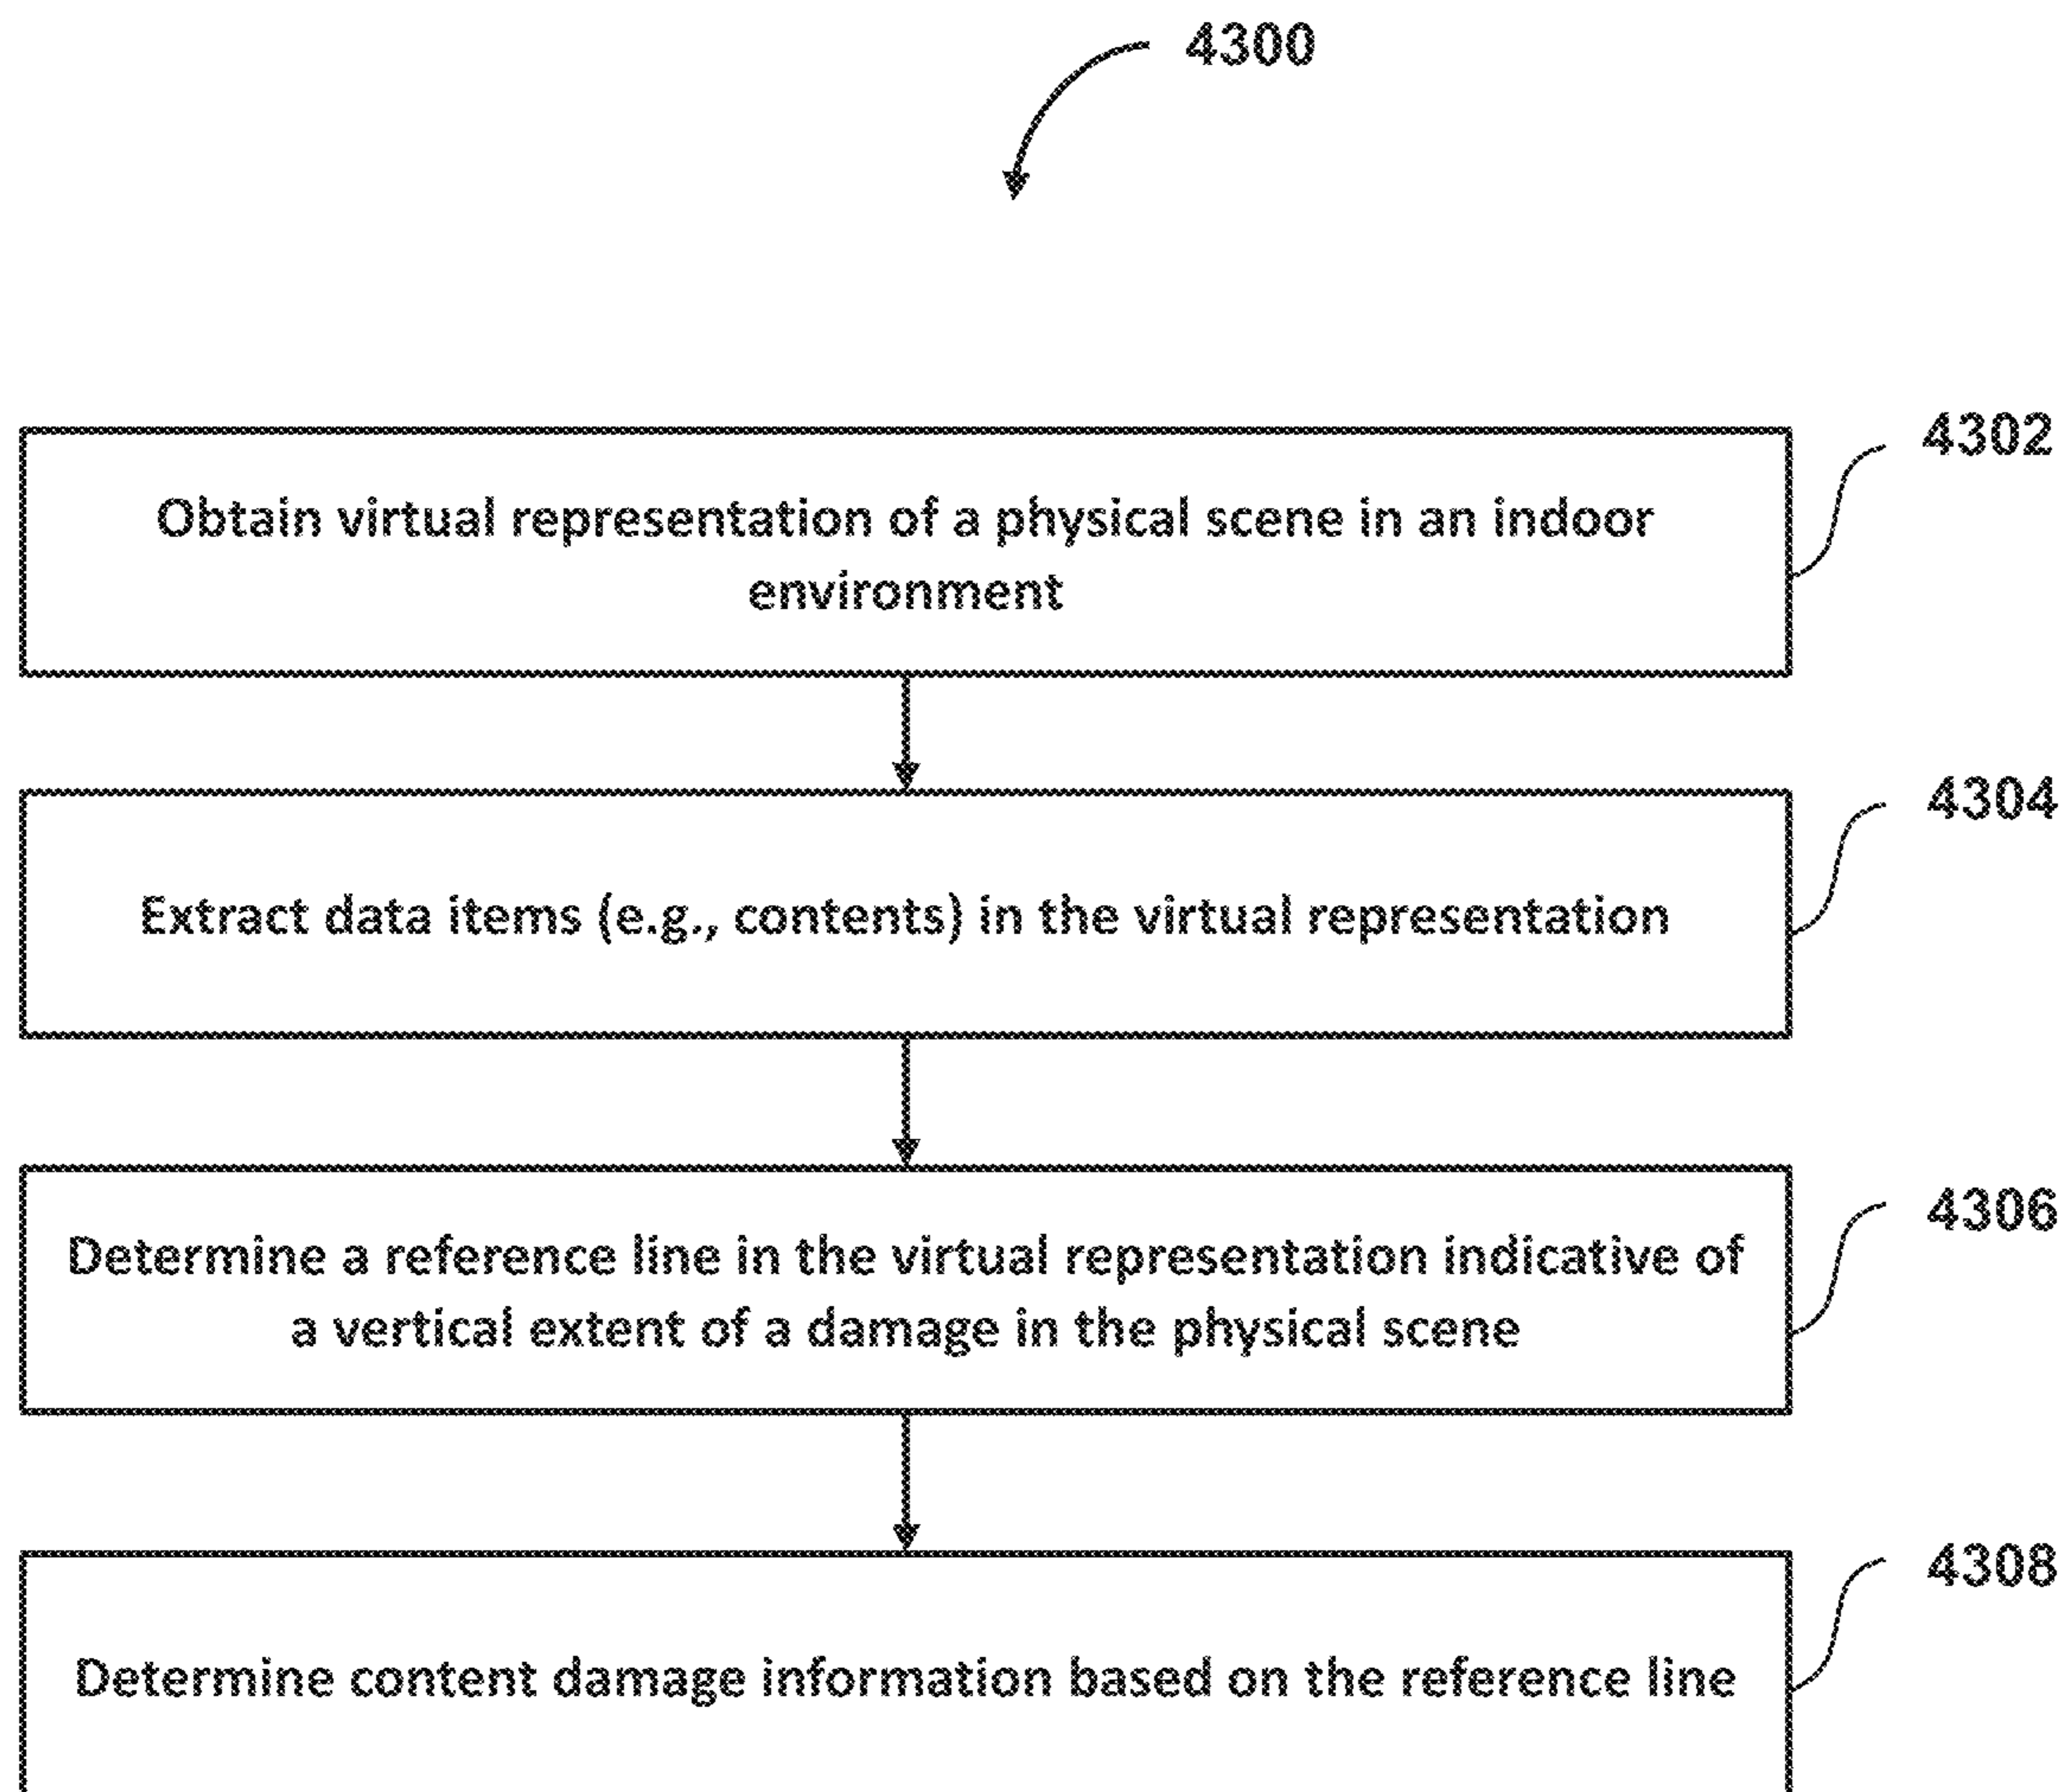 4300
4302
Obtain virtual representation of a physical scene in an indoor
environment
4304
Extract data items (e.g., contents) in the virtual representation
4306
Determine a reference line in the virtual representation indicative of
a vertical extent of a damage in the physical scene
4308
Determine content damage information based on the reference line